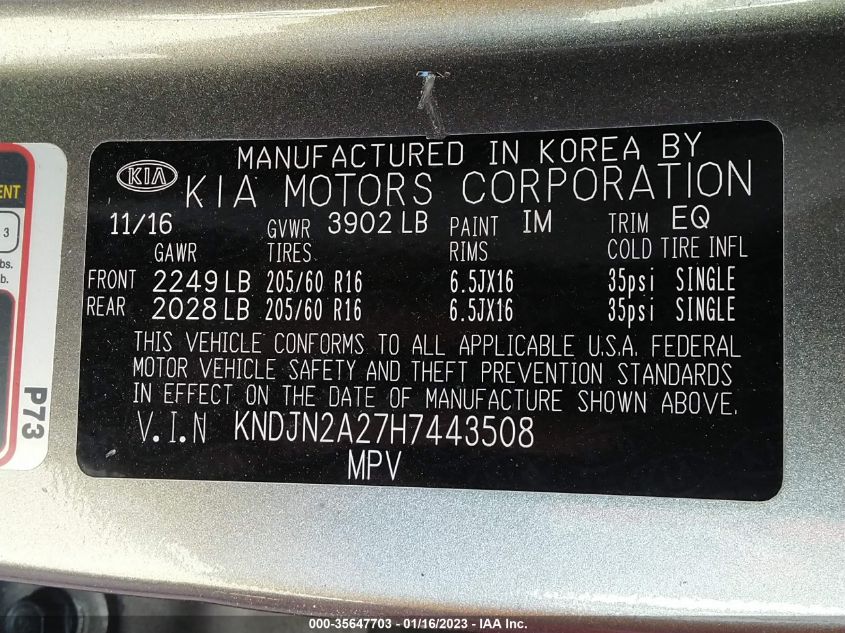 MANUFACTURED IN KOREA BY
KIA KIA MOTORS CORPORATION
11/16 GVWR 3902 LB PAINT IM TRIM EQ
GAWR TIRES RIMS COLD TIRE INFL
FRONT 2249 LB 205/60 R16 6.5JX16 35psi SINGLE
REAR 2028 LB 205/60 R16 6.5JX16 35psi SINGLE
THIS VEHICLE CONFORMS TO ALL APPLICABLE U.S.A. FEDERAL
MOTOR VEHICLE SAFETY AND THEFT PREVENTION STANDARDS
IN EFFECT ON THE DATE OF MANUFACTURE SHOWN ABOVE.
V.I.N KNDJN2A27H7443508
MPV
3
P73
000-35647703 - 01/16/2023 - IAA Inc.